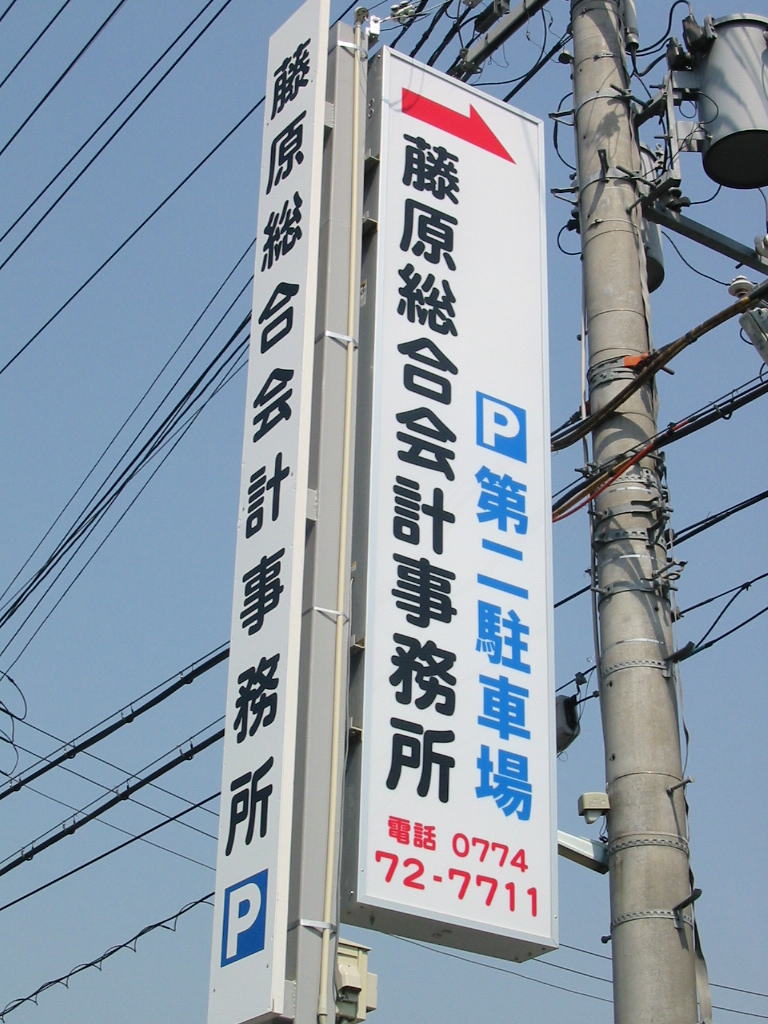 藤原総合会計事務所
P
藤原総合会計事務所
P 第二駐車場
電話 0774
72-7711